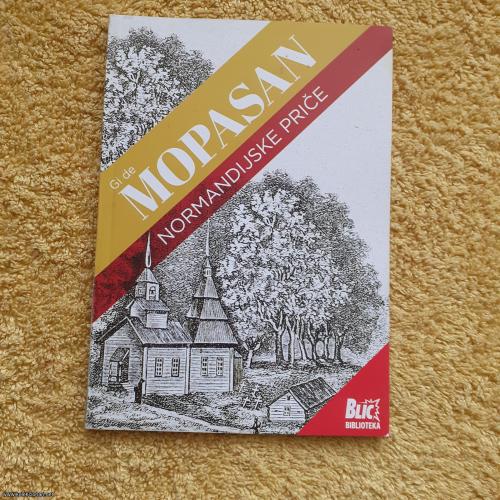 Gi de
MOPASAN
NORMANDIJSKE PRIČE
BLIC
BIBLIOTEKA